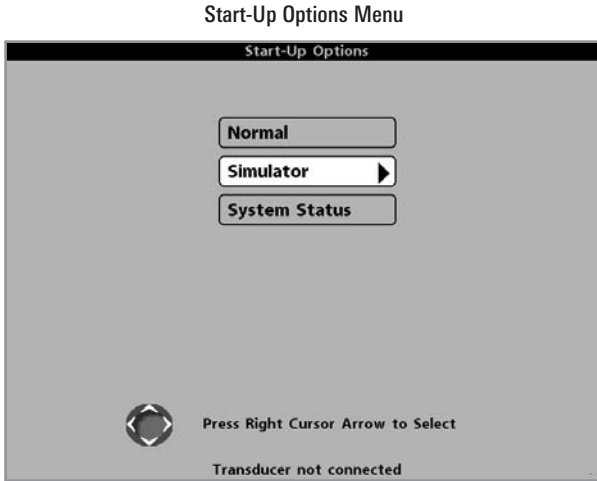 Start-Up Options Menu
Start-Up Options
Normal
Simulator
System Status
Press Right Cursor Arrow to Select
Transducer not connected